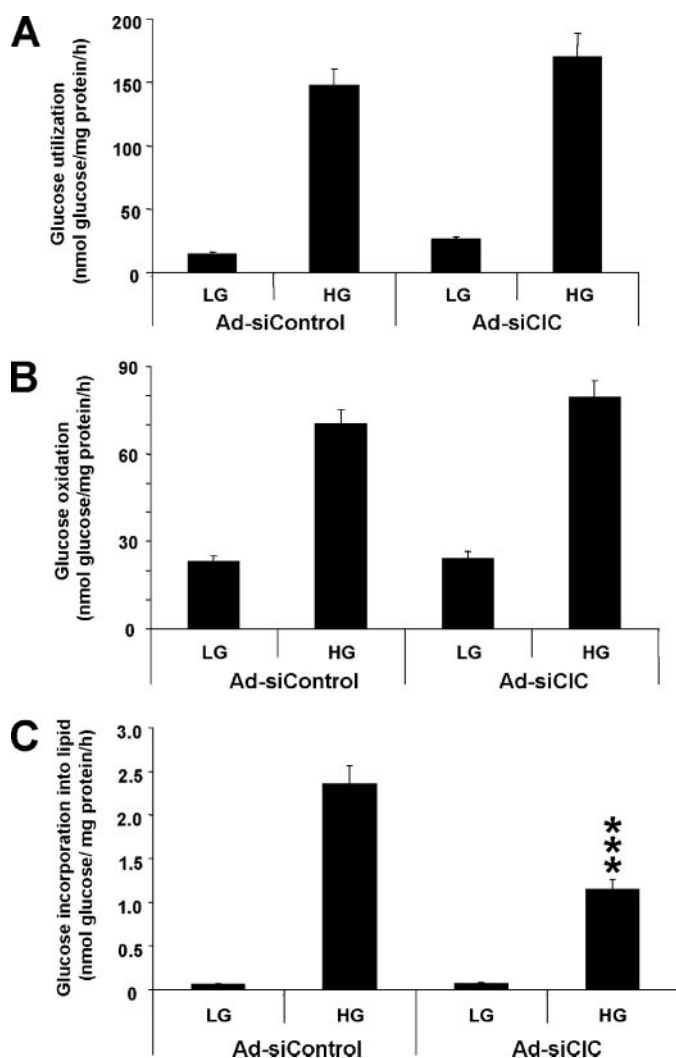 A
Glucose utilization
(nmol glucose/mg protein/h)
200
150
100
50
0
LG HG LG HG
Ad-siControl Ad-siCIC
B
Glucose oxidation
(nmol glucose/mg protein/h)
90
60
30
0
LG HG LG HG
Ad-siControl Ad-siCIC
C
Glucose incorporation into lipid
(nmol glucose/ mg protein/h)
3.0
2.5
2.0
1.5
1.0
0.5
0
***
LG HG LG HG
Ad-siControl Ad-siCIC